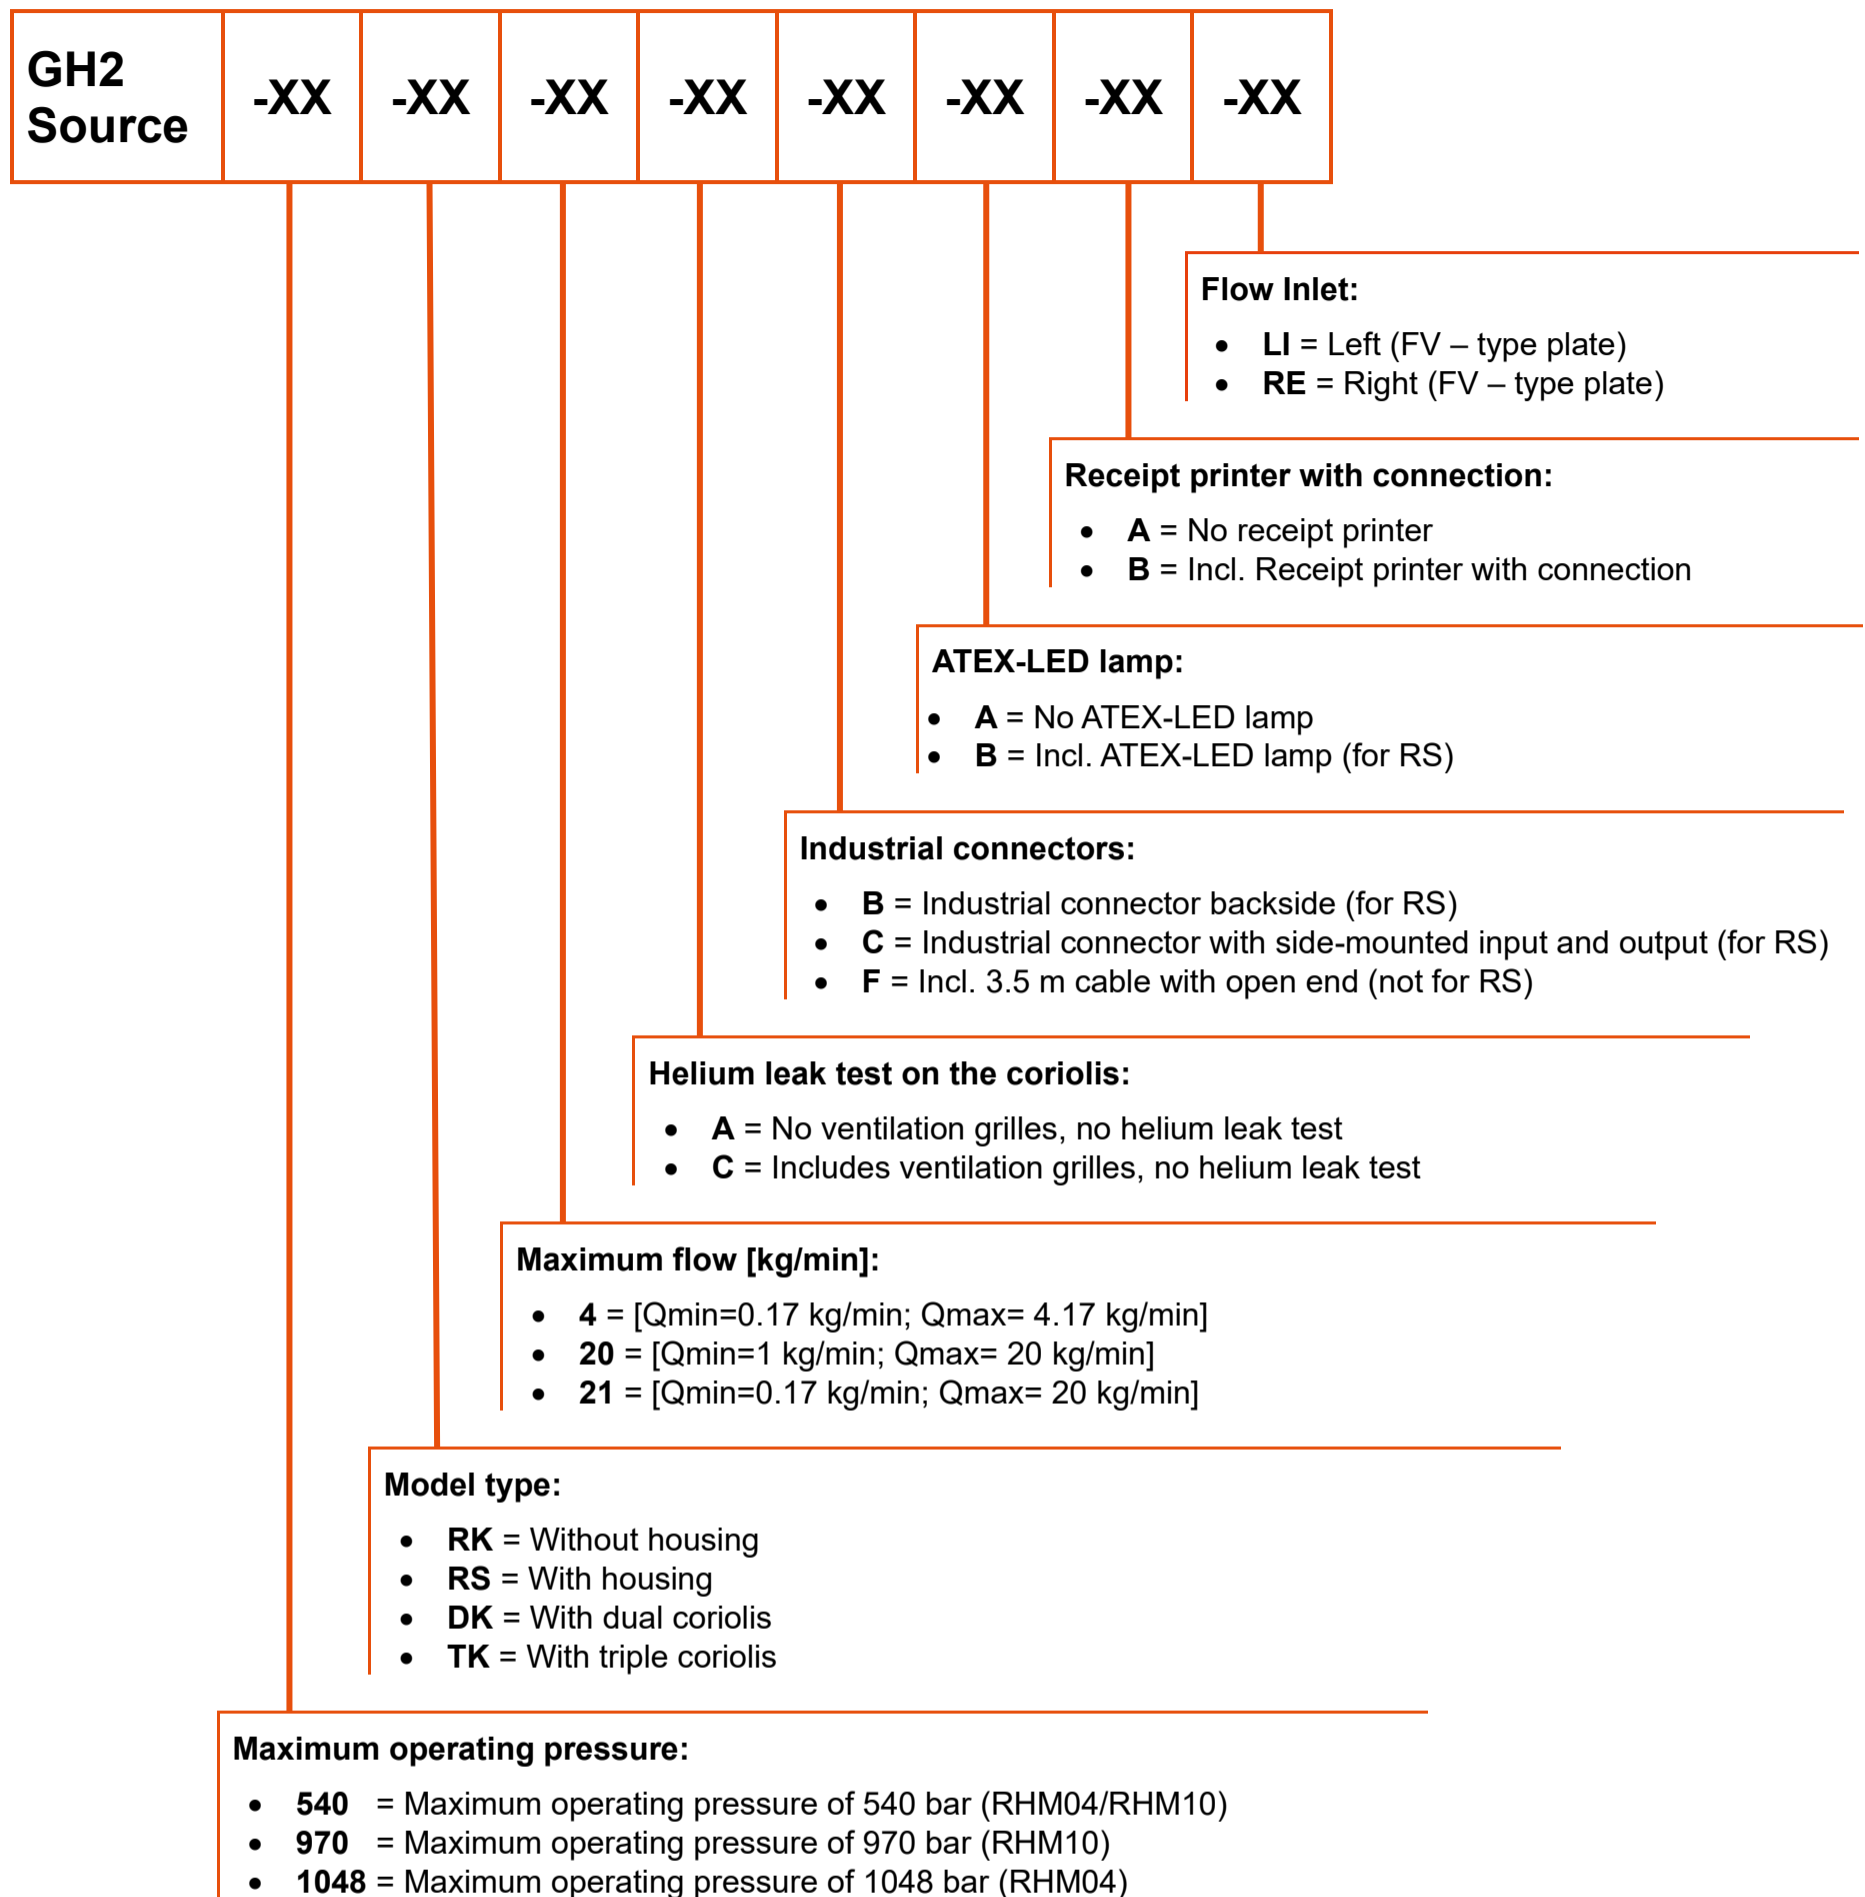 GH2
Source
-XX -XX -XX -XX -XX -XX -XX -XX
Flow Inlet:
• LI = Left (FV – type plate)
• RE = Right (FV – type plate)
Receipt printer with connection:
• A = No receipt printer
• B = Incl. Receipt printer with connection
ATEX-LED lamp:
• A = No ATEX-LED lamp
• B = Incl. ATEX-LED lamp (for RS)
Industrial connectors:
• B = Industrial connector backside (for RS)
• C = Industrial connector with side-mounted input and output (for RS)
• F = Incl. 3.5 m cable with open end (not for RS)
Helium leak test on the coriolis:
• A = No ventilation grilles, no helium leak test
• C = Includes ventilation grilles, no helium leak test
Maximum flow [kg/min]:
• 4 = [Qmin=0.17 kg/min; Qmax= 4.17 kg/min]
• 20 = [Qmin=1 kg/min; Qmax= 20 kg/min]
• 21 = [Qmin=0.17 kg/min; Qmax= 20 kg/min]
Model type:
• RK = Without housing
• RS = With housing
• DK = With dual coriolis
• TK = With triple coriolis
Maximum operating pressure:
• 540 = Maximum operating pressure of 540 bar (RHM04/RHM10)
• 970 = Maximum operating pressure of 970 bar (RHM10)
• 1048 = Maximum operating pressure of 1048 bar (RHM04)